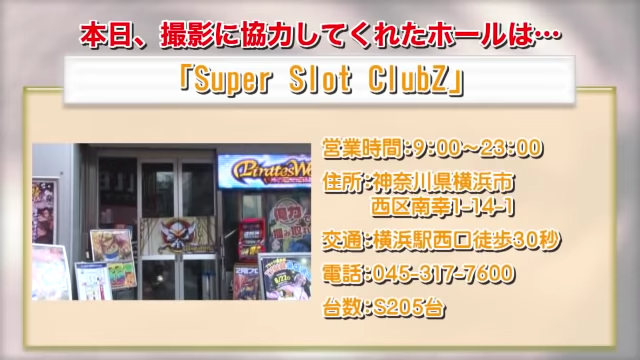 本日、撮影に協力してくれたホールは…
「Super Slot ClubZ」
営業時間:9:00〜23:00
住所:神奈川県横浜市
西区南幸1-14-1
交通:横浜駅西口徒歩30秒
電話:045-317-7600
台数:S205台